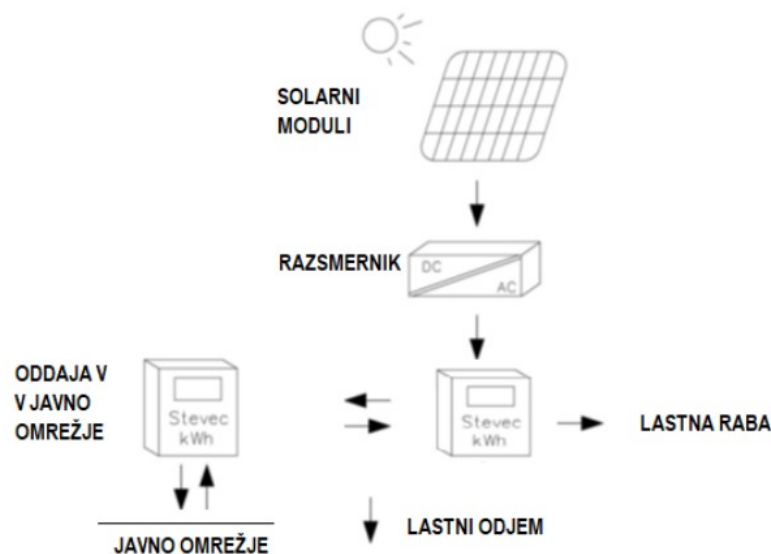 SOLARNI
MODULI
RAZSMERNIK
DC
AC
ODDAJA V
V JAVNO
OMREŽJE
Stevec
kWh
Stevec
kWh
LASTNA RABA
JAVNO OMREŽJE
LASTNI ODJEM